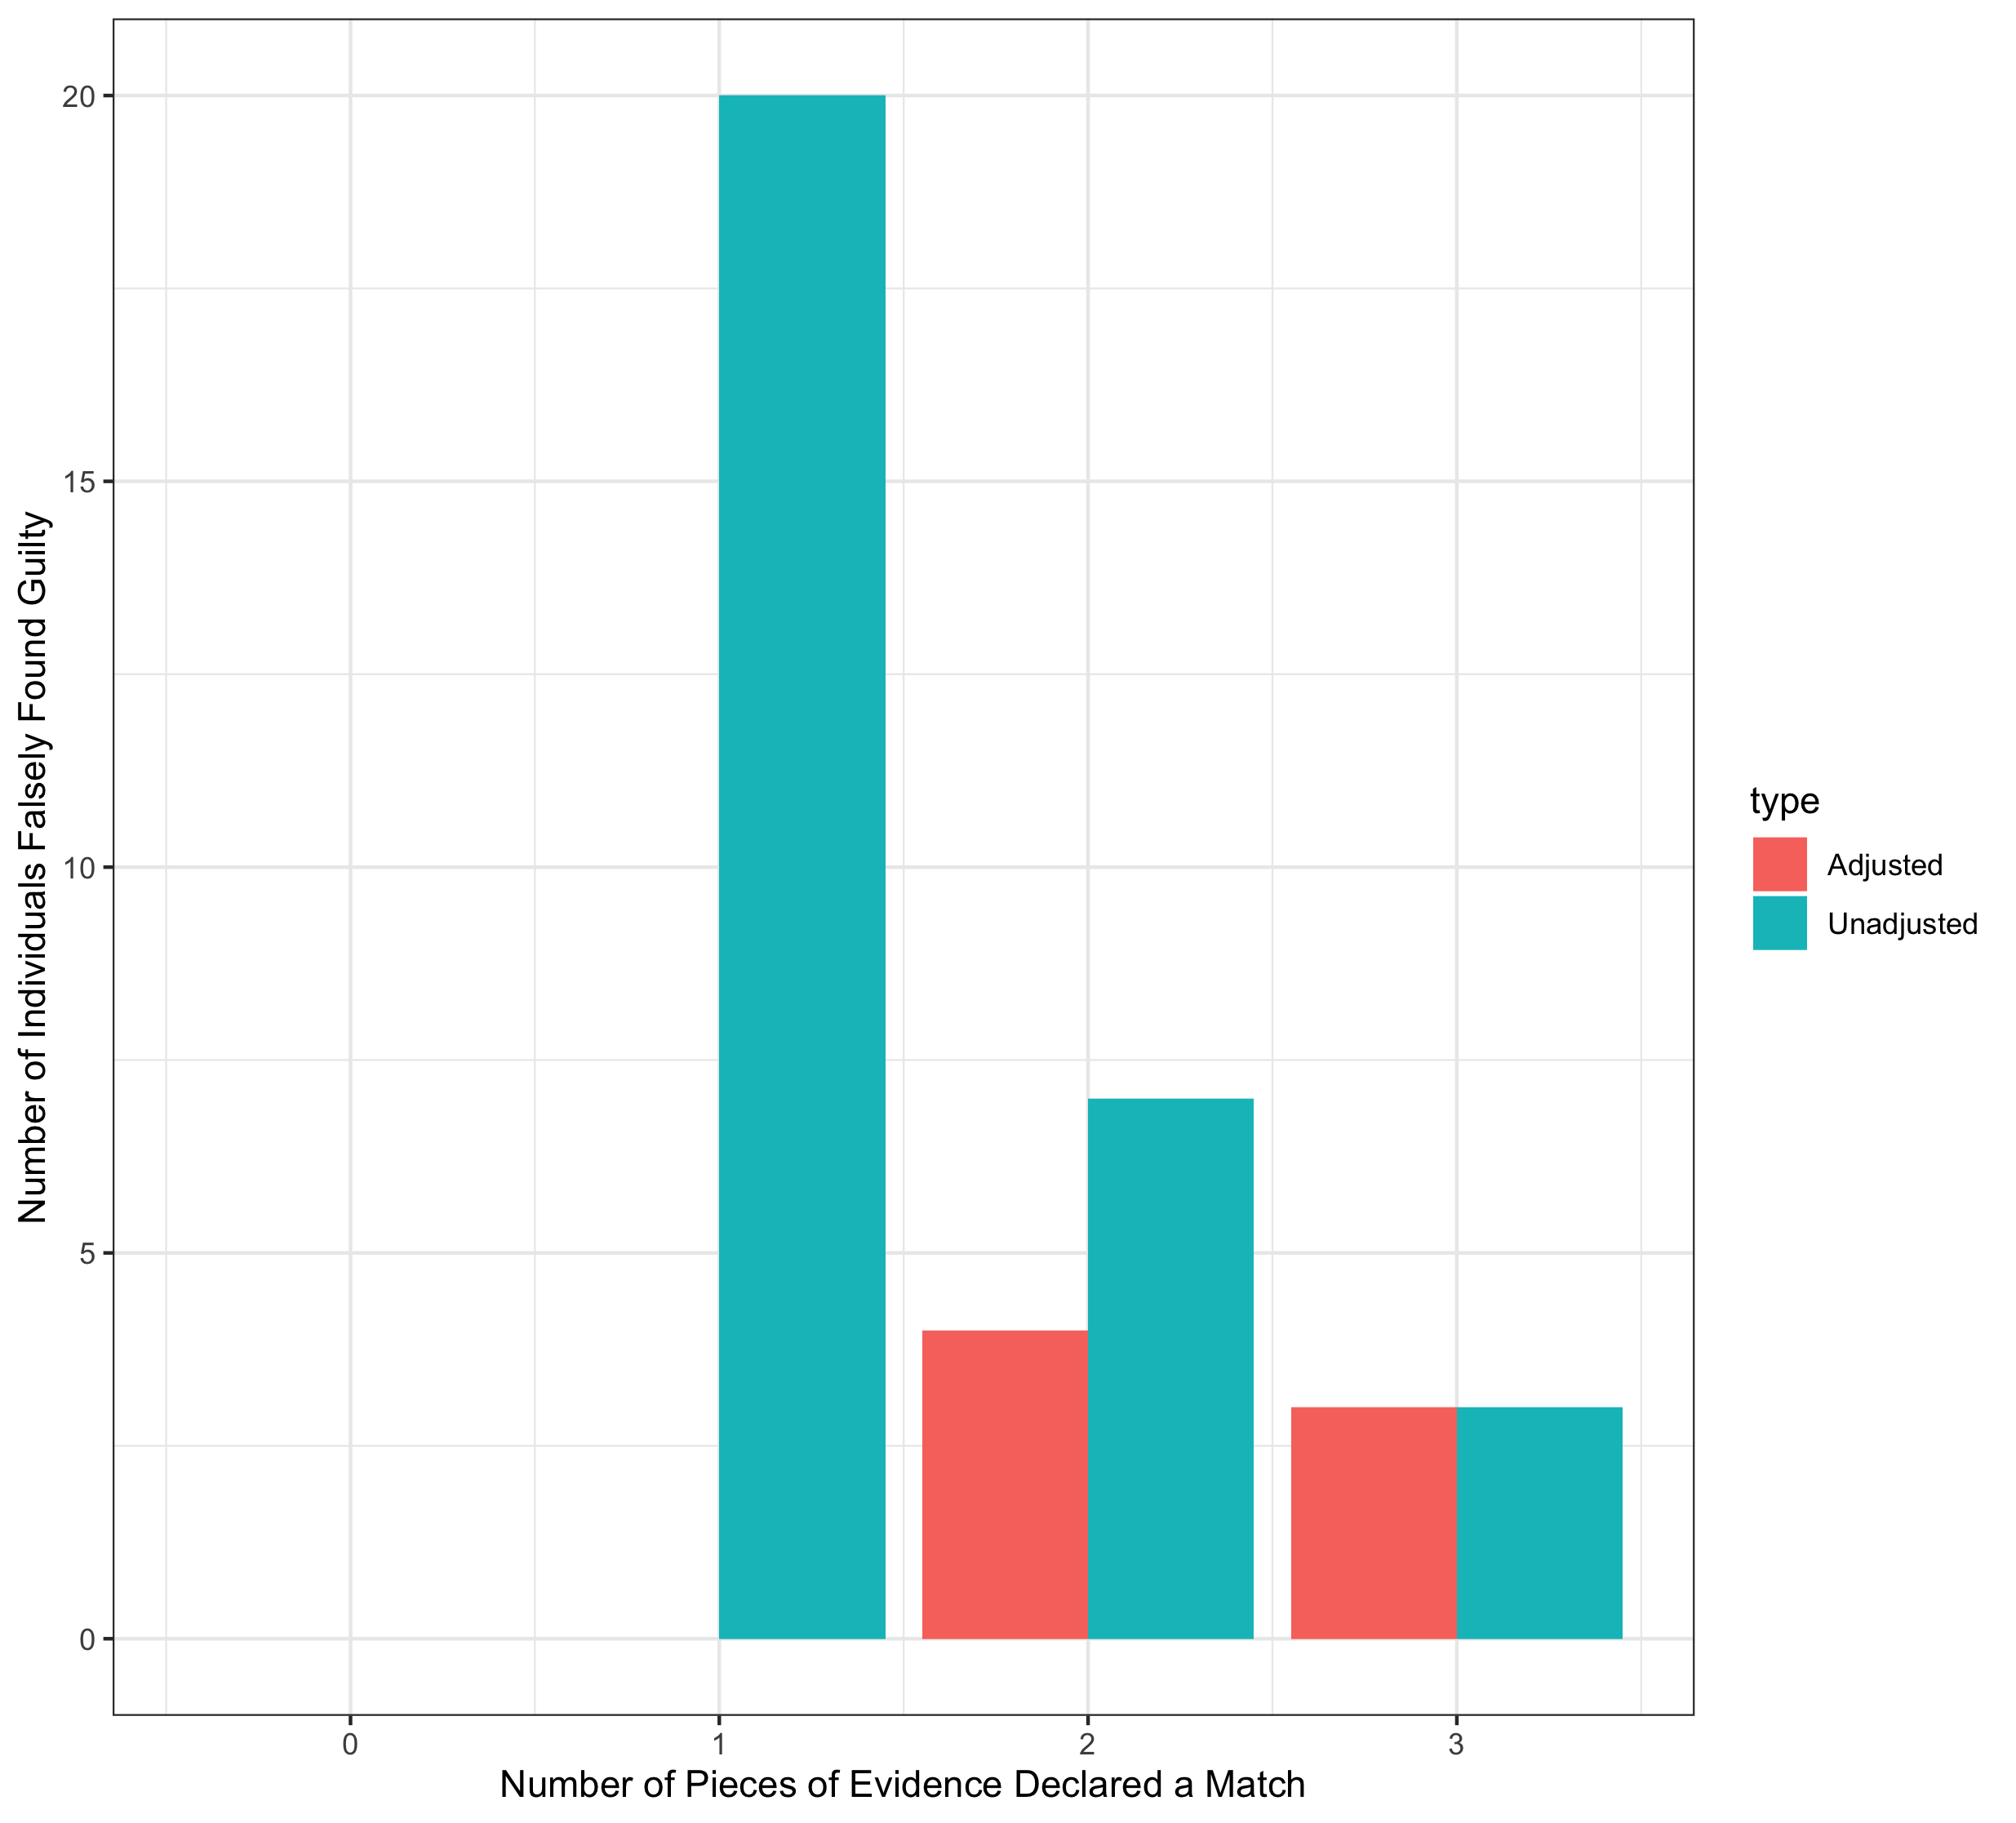 Number of Individuals Falsely Found Guilty
20
15
10
5
0
0 1 2 3
Number of Pieces of Evidence Declared a Match
type
Adjusted
Unadjusted